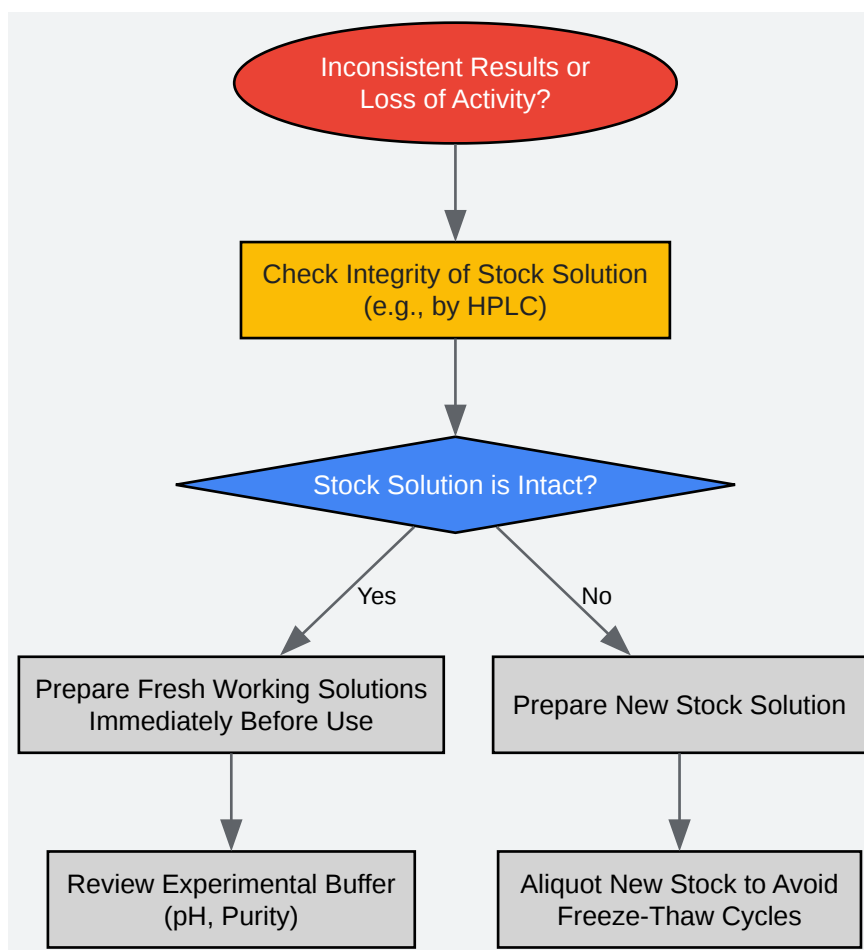 Inconsistent Results or
Loss of Activity?
Check Integrity of Stock Solution
(e.g., by HPLC)
Stock Solution is Intact?
Yes
No
Prepare Fresh Working Solutions
Immediately Before Use
Prepare New Stock Solution
Review Experimental Buffer
(pH, Purity)
Aliquot New Stock to Avoid
Freeze-Thaw Cycles